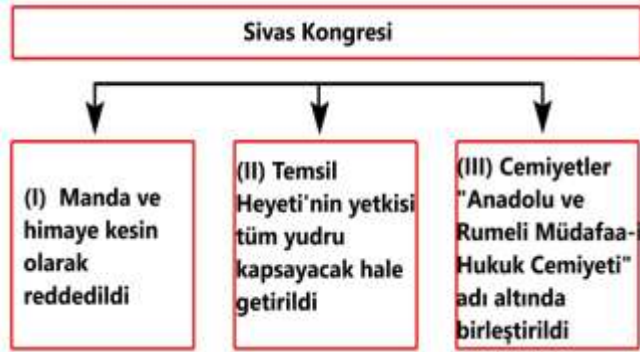 Sivas Kongresi
(I) Manda ve
himaye kesin
olarak
reddedildi
(II) Temsil
Heyeti'nin yetkisi
tüm yudru
kapsayacak hale
getirildi
(III) Cemiyetler
"Anadolu ve
Rumeli Müdafaa-i
Hukuk Cemiyeti"
adı altında
birleştirildi